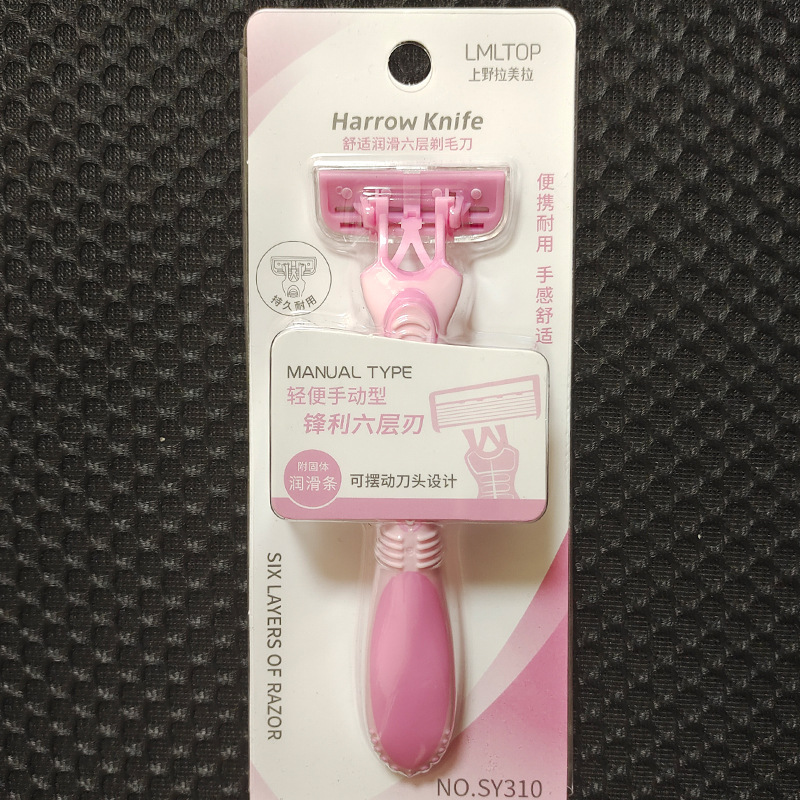 LMLTOP
上野拉美拉
Harrow Knife
舒适润滑六层剃毛刀
便携耐用 手感舒适
持久耐用
MANUAL TYPE
轻便手动型
锋利六层刃
附固体
润滑条
可摆动刀头设计
SIX LAYERS OF RAZOR
NO.SY310